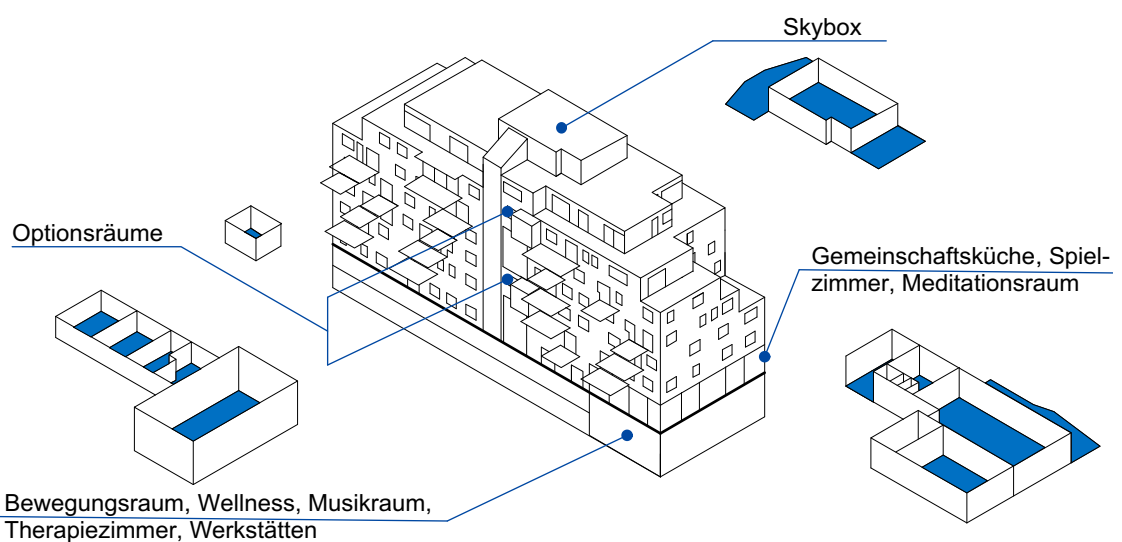 Skybox
Optionsräume
Gemeinschaftsküche, Spiel-
zimmer, Meditationsraum
Bewegungsraum, Wellness, Musikraum,
Therapiezimmer, Werkstätten